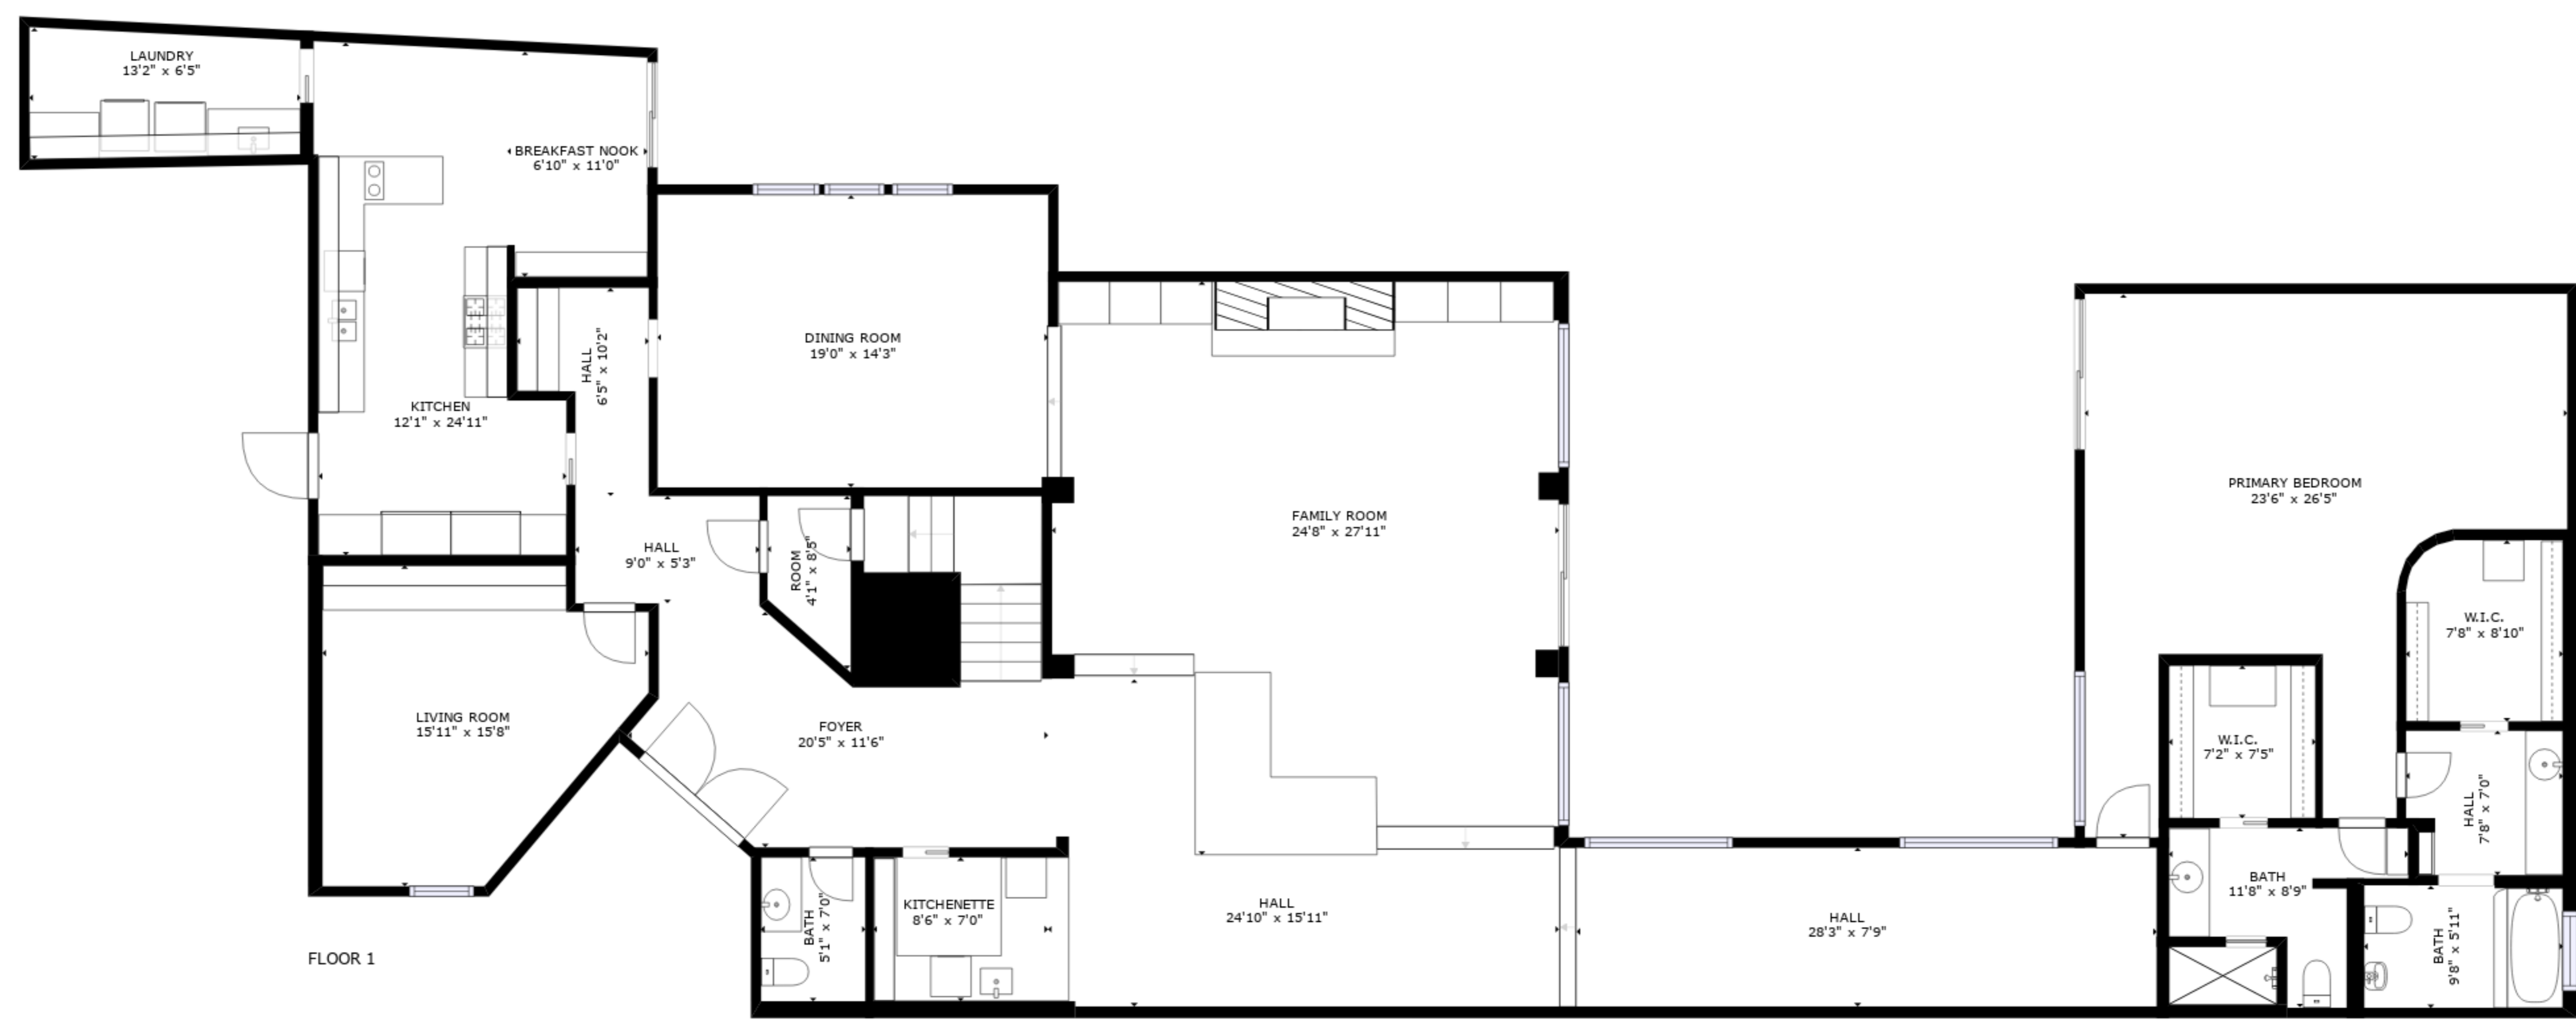 LAUNDRY
13'2" x 6'5"
BREAKFAST NOOK
6'10" x 11'0"
DINING ROOM
19'0" x 14'3"
HALL
6'5" x 10'2"
KITCHEN
12'1" x 24'11"
PRIMARY BEDROOM
23'6" x 26'5"
FAMILY ROOM
24'8" x 27'11"
HALL
9'0" x 5'3"
ROOM
4'1" x 8'5"
W.I.C.
7'8" x 8'10"
LIVING ROOM
15'11" x 15'8"
FOYER
20'5" x 11'6"
W.I.C.
7'2" x 7'5"
HALL
7'8" x 7'0"
BATH
11'8" x 8'9"
KITCHENETTE
8'6" x 7'0"
HALL
24'10" x 15'11"
HALL
28'3" x 7'9"
BATH
5'1" x 7'0"
BATH
9'8" x 5'11"
FLOOR 1